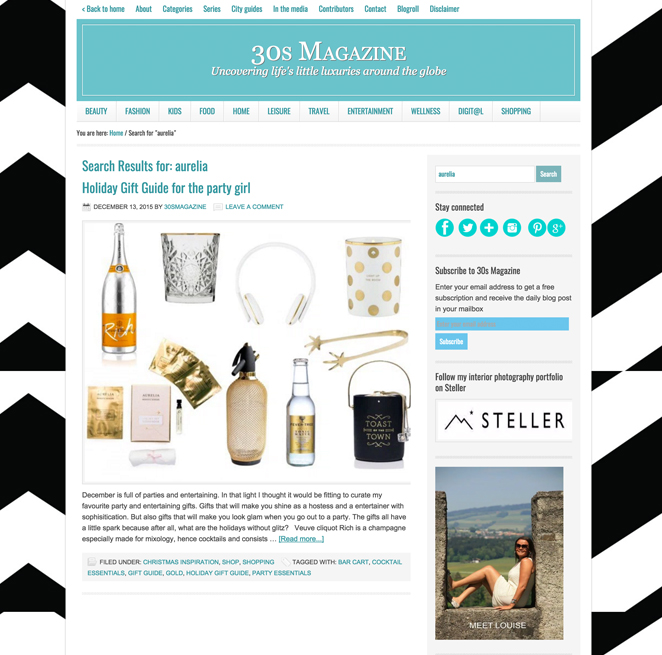 < Back to home About Categories Series City guides In the media Contributors Contact Blogroll Disclaimer
30s Magazine
Uncovering life's little luxuries around the globe
BEAUTY FASHION KIDS FOOD HOME LEISURE TRAVEL ENTERTAINMENT WELLNESS DIGIT@L SHOPPING
You are here: Home / Search for "aurelia"
Search Results for: aurelia
Holiday Gift Guide for the party girl
DECEMBER 13, 2015 BY 30SMAGAZINE LEAVE A COMMENT
Rich
AURELIA
FEVER-TREE
TOAST
TOWN
December is full of parties and entertaining. In that light I thought it would be fitting to curate my
favourite party and entertaining gifts. Gifts that will make you shine as a hostess and a entertainer with
sophisitication. But also gifts that will make you look glam when you go out to a party. The gifts all have
a little spark because after all, what are the holidays without glitz? Veuve cliquot Rich is a champagne
especially made for mixology, hence cocktails and consists … [Read more...]
FILED UNDER: CHRISTMAS INSPIRATION, SHOP, SHOPPING TAGGED WITH: BAR CART, COCKTAIL
ESSENTIALS, GIFT GUIDE, GOLD, HOLIDAY GIFT GUIDE, PARTY ESSENTIALS
aurelia Search
Stay connected
Subscribe to 30s Magazine
Enter your email address to get a free
subscription and receive the daily blog post
in your mailbox
Subscribe
Follow my interior photography portfolio
on Steller
STELLER
MEET LOUISE